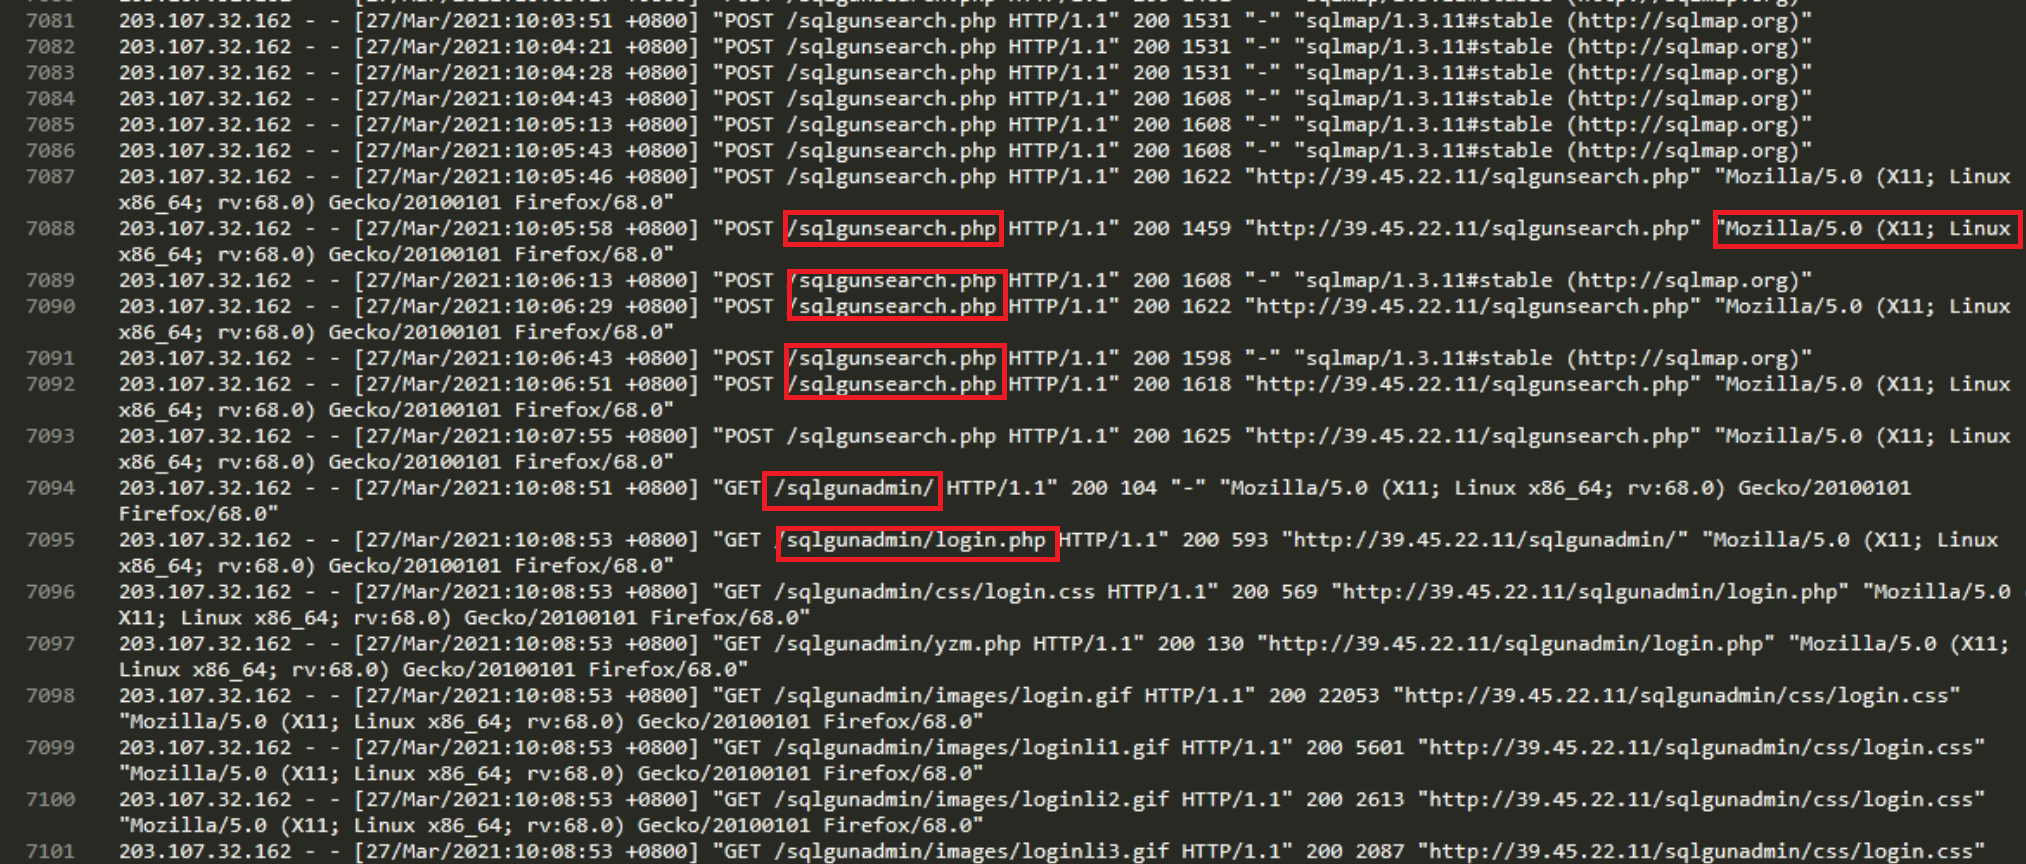 7081 203.107.32.162 - - [27/Mar/2021:10:03:51 +0800] "POST /sqlgunsearch.php HTTP/1.1" 200 1531 "-" "sqlmap/1.3.11#stable (http://sqlmap.org)"
7082 203.107.32.162 - - [27/Mar/2021:10:04:21 +0800] "POST /sqlgunsearch.php HTTP/1.1" 200 1531 "-" "sqlmap/1.3.11#stable (http://sqlmap.org)"
7083 203.107.32.162 - - [27/Mar/2021:10:04:28 +0800] "POST /sqlgunsearch.php HTTP/1.1" 200 1531 "-" "sqlmap/1.3.11#stable (http://sqlmap.org)"
7084 203.107.32.162 - - [27/Mar/2021:10:04:43 +0800] "POST /sqlgunsearch.php HTTP/1.1" 200 1608 "-" "sqlmap/1.3.11#stable (http://sqlmap.org)"
7085 203.107.32.162 - - [27/Mar/2021:10:05:13 +0800] "POST /sqlgunsearch.php HTTP/1.1" 200 1608 "-" "sqlmap/1.3.11#stable (http://sqlmap.org)"
7086 203.107.32.162 - - [27/Mar/2021:10:05:43 +0800] "POST /sqlgunsearch.php HTTP/1.1" 200 1608 "-" "sqlmap/1.3.11#stable (http://sqlmap.org)"
7087 203.107.32.162 - - [27/Mar/2021:10:05:46 +0800] "POST /sqlgunsearch.php HTTP/1.1" 200 1622 "http://39.45.22.11/sqlgunsearch.php" "Mozilla/5.0 (X11; Linux
x86_64; rv:68.0) Gecko/20100101 Firefox/68.0"
7088 203.107.32.162 - - [27/Mar/2021:10:05:58 +0800] "POST /sqlgunsearch.php HTTP/1.1" 200 1459 "http://39.45.22.11/sqlgunsearch.php" "Mozilla/5.0 (X11; Linux
x86_64; rv:68.0) Gecko/20100101 Firefox/68.0"
7089 203.107.32.162 - - [27/Mar/2021:10:06:13 +0800] "POST /sqlgunsearch.php HTTP/1.1" 200 1608 "-" "sqlmap/1.3.11#stable (http://sqlmap.org)"
7090 203.107.32.162 - - [27/Mar/2021:10:06:29 +0800] "POST /sqlgunsearch.php HTTP/1.1" 200 1622 "http://39.45.22.11/sqlgunsearch.php" "Mozilla/5.0 (X11; Linux
x86_64; rv:68.0) Gecko/20100101 Firefox/68.0"
7091 203.107.32.162 - - [27/Mar/2021:10:06:43 +0800] "POST /sqlgunsearch.php HTTP/1.1" 200 1598 "-" "sqlmap/1.3.11#stable (http://sqlmap.org)"
7092 203.107.32.162 - - [27/Mar/2021:10:06:51 +0800] "POST /sqlgunsearch.php HTTP/1.1" 200 1618 "http://39.45.22.11/sqlgunsearch.php" "Mozilla/5.0 (X11; Linux
x86_64; rv:68.0) Gecko/20100101 Firefox/68.0"
7093 203.107.32.162 - - [27/Mar/2021:10:07:55 +0800] "POST /sqlgunsearch.php HTTP/1.1" 200 1625 "http://39.45.22.11/sqlgunsearch.php" "Mozilla/5.0 (X11; Linux
x86_64; rv:68.0) Gecko/20100101 Firefox/68.0"
7094 203.107.32.162 - - [27/Mar/2021:10:08:51 +0800] "GET /sqlgunadmin/ HTTP/1.1" 200 104 "-" "Mozilla/5.0 (X11; Linux x86_64; rv:68.0) Gecko/20100101
Firefox/68.0"
7095 203.107.32.162 - - [27/Mar/2021:10:08:53 +0800] "GET /sqlgunadmin/login.php HTTP/1.1" 200 593 "http://39.45.22.11/sqlgunadmin/" "Mozilla/5.0 (X11; Linux
x86_64; rv:68.0) Gecko/20100101 Firefox/68.0"
7096 203.107.32.162 - - [27/Mar/2021:10:08:53 +0800] "GET /sqlgunadmin/css/login.css HTTP/1.1" 200 569 "http://39.45.22.11/sqlgunadmin/login.php" "Mozilla/5.0
X11; Linux x86_64; rv:68.0) Gecko/20100101 Firefox/68.0"
7097 203.107.32.162 - - [27/Mar/2021:10:08:53 +0800] "GET /sqlgunadmin/yzm.php HTTP/1.1" 200 130 "http://39.45.22.11/sqlgunadmin/login.php" "Mozilla/5.0 (X11;
Linux x86_64; rv:68.0) Gecko/20100101 Firefox/68.0"
7098 203.107.32.162 - - [27/Mar/2021:10:08:53 +0800] "GET /sqlgunadmin/images/login.gif HTTP/1.1" 200 22053 "http://39.45.22.11/sqlgunadmin/css/login.css"
"Mozilla/5.0 (X11; Linux x86_64; rv:68.0) Gecko/20100101 Firefox/68.0"
7099 203.107.32.162 - - [27/Mar/2021:10:08:53 +0800] "GET /sqlgunadmin/images/loginli1.gif HTTP/1.1" 200 5601 "http://39.45.22.11/sqlgunadmin/css/login.css"
"Mozilla/5.0 (X11; Linux x86_64; rv:68.0) Gecko/20100101 Firefox/68.0"
7100 203.107.32.162 - - [27/Mar/2021:10:08:53 +0800] "GET /sqlgunadmin/images/loginli2.gif HTTP/1.1" 200 2613 "http://39.45.22.11/sqlgunadmin/css/login.css"
"Mozilla/5.0 (X11; Linux x86_64; rv:68.0) Gecko/20100101 Firefox/68.0"
7101 203.107.32.162 - - [27/Mar/2021:10:08:53 +0800] "GET /sqlgunadmin/images/loginli3.gif HTTP/1.1" 200 2087 "http://39.45.22.11/sqlgunadmin/css/login.css"